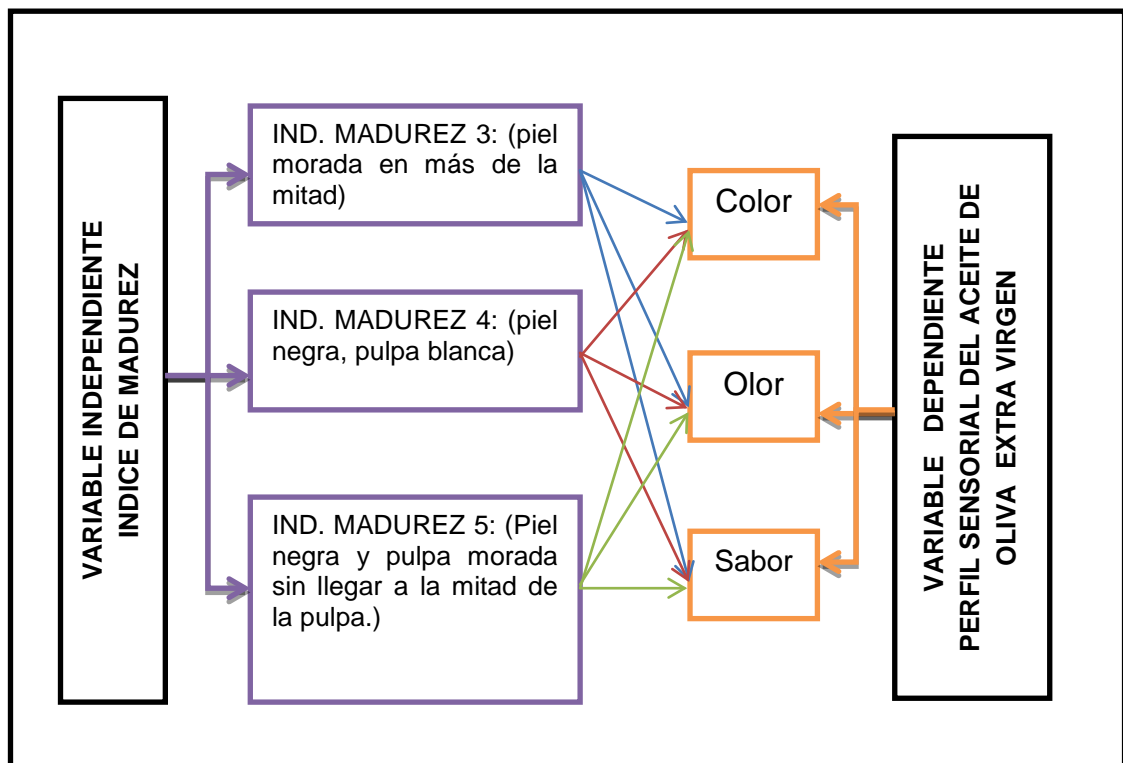 VARIABLE INDEPENDIENTE
INDICE DE MADUREZ
IND. MADUREZ 3: (piel
morada en más de la
mitad)
IND. MADUREZ 4: (piel
negra, pulpa blanca)
IND. MADUREZ 5: (Piel
negra y pulpa morada
sin llegar a la mitad de
la pulpa.)
Color
Olor
Sabor
VARIABLE DEPENDIENTE
PERFIL SENSORIAL DEL ACEITE DE
OLIVA EXTRA VIRGEN